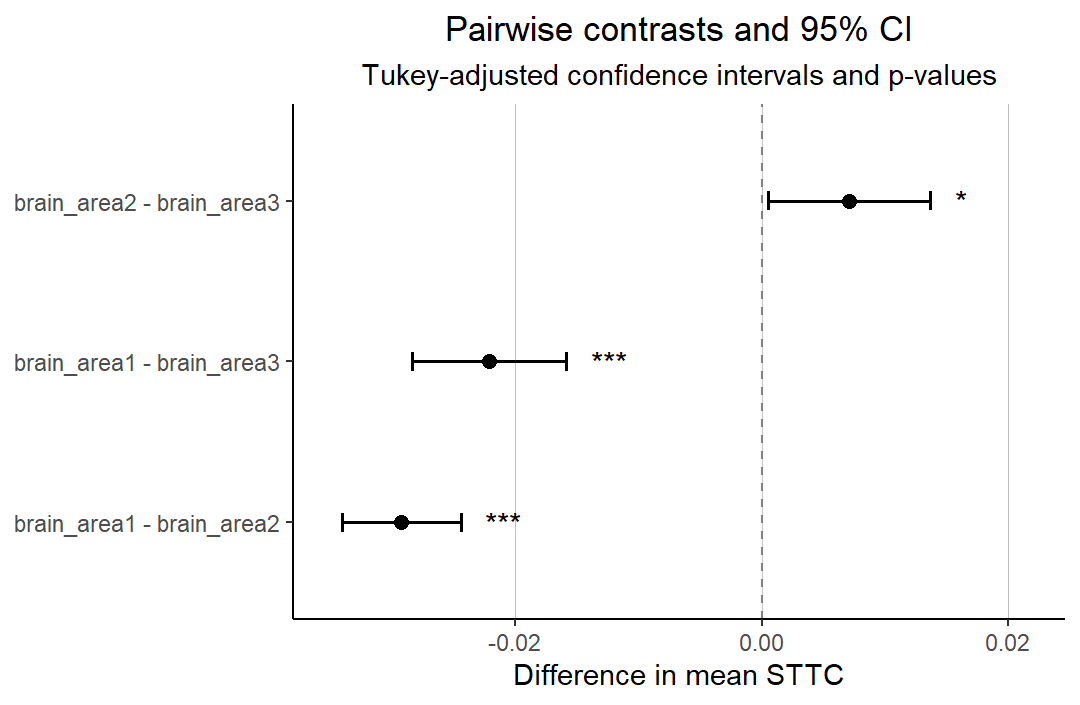 Pairwise contrasts and 95% CI
Tukey-adjusted confidence intervals and p-values
brain_area2 - brain_area3
*
brain_area1 - brain_area3
***
brain_area1 - brain_area2
***
-0.02
0.00
0.02
Difference in mean STTC